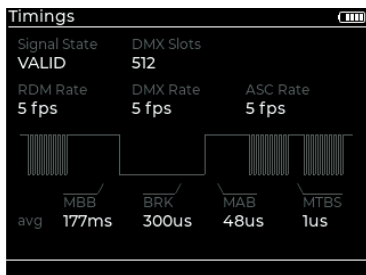 Timings
Signal State DMX Slots
VALID 512
RDM Rate DMX Rate ASC Rate
5 fps 5 fps 5 fps
MBB BRK MAB MTBS
avg 177ms 300us 48us 1us